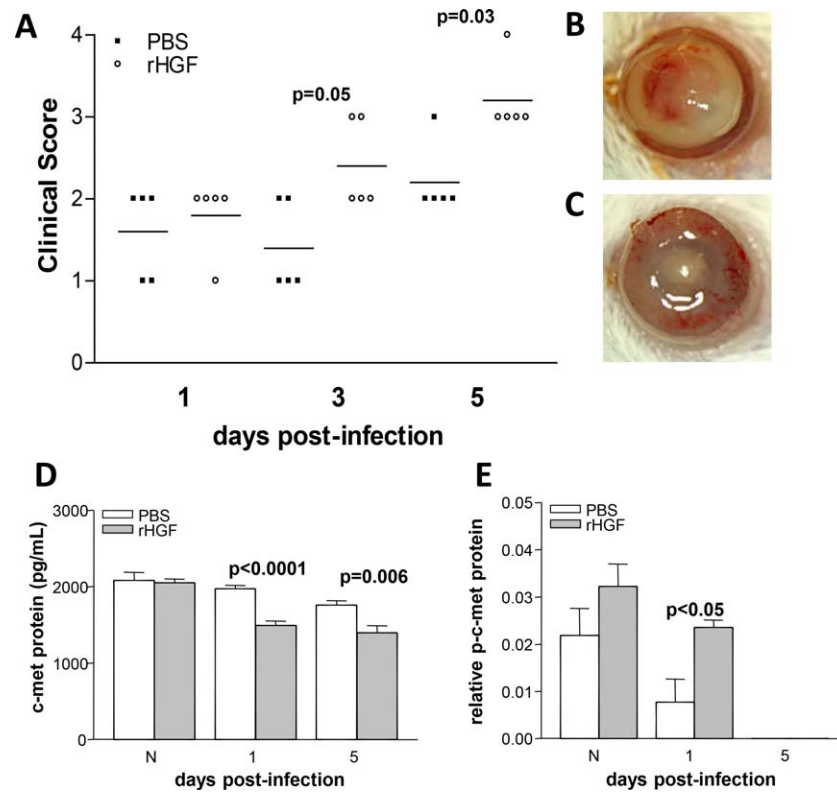 A
PBS
rHGF
p=0.05
p=0.03
4
3
2
1
0
Clinical Score
1 3 5
days post-infection
B
C
D
PBS
rHGF
p<0.0001
p=0.006
3000
2000
1000
0
c-met protein (pg/mL)
N 1 5
days post-infection
E
PBS
rHGF
p<0.05
0.05
0.04
0.03
0.02
0.01
0.00
relative p-c-met protein
N 1 5
days post-infection